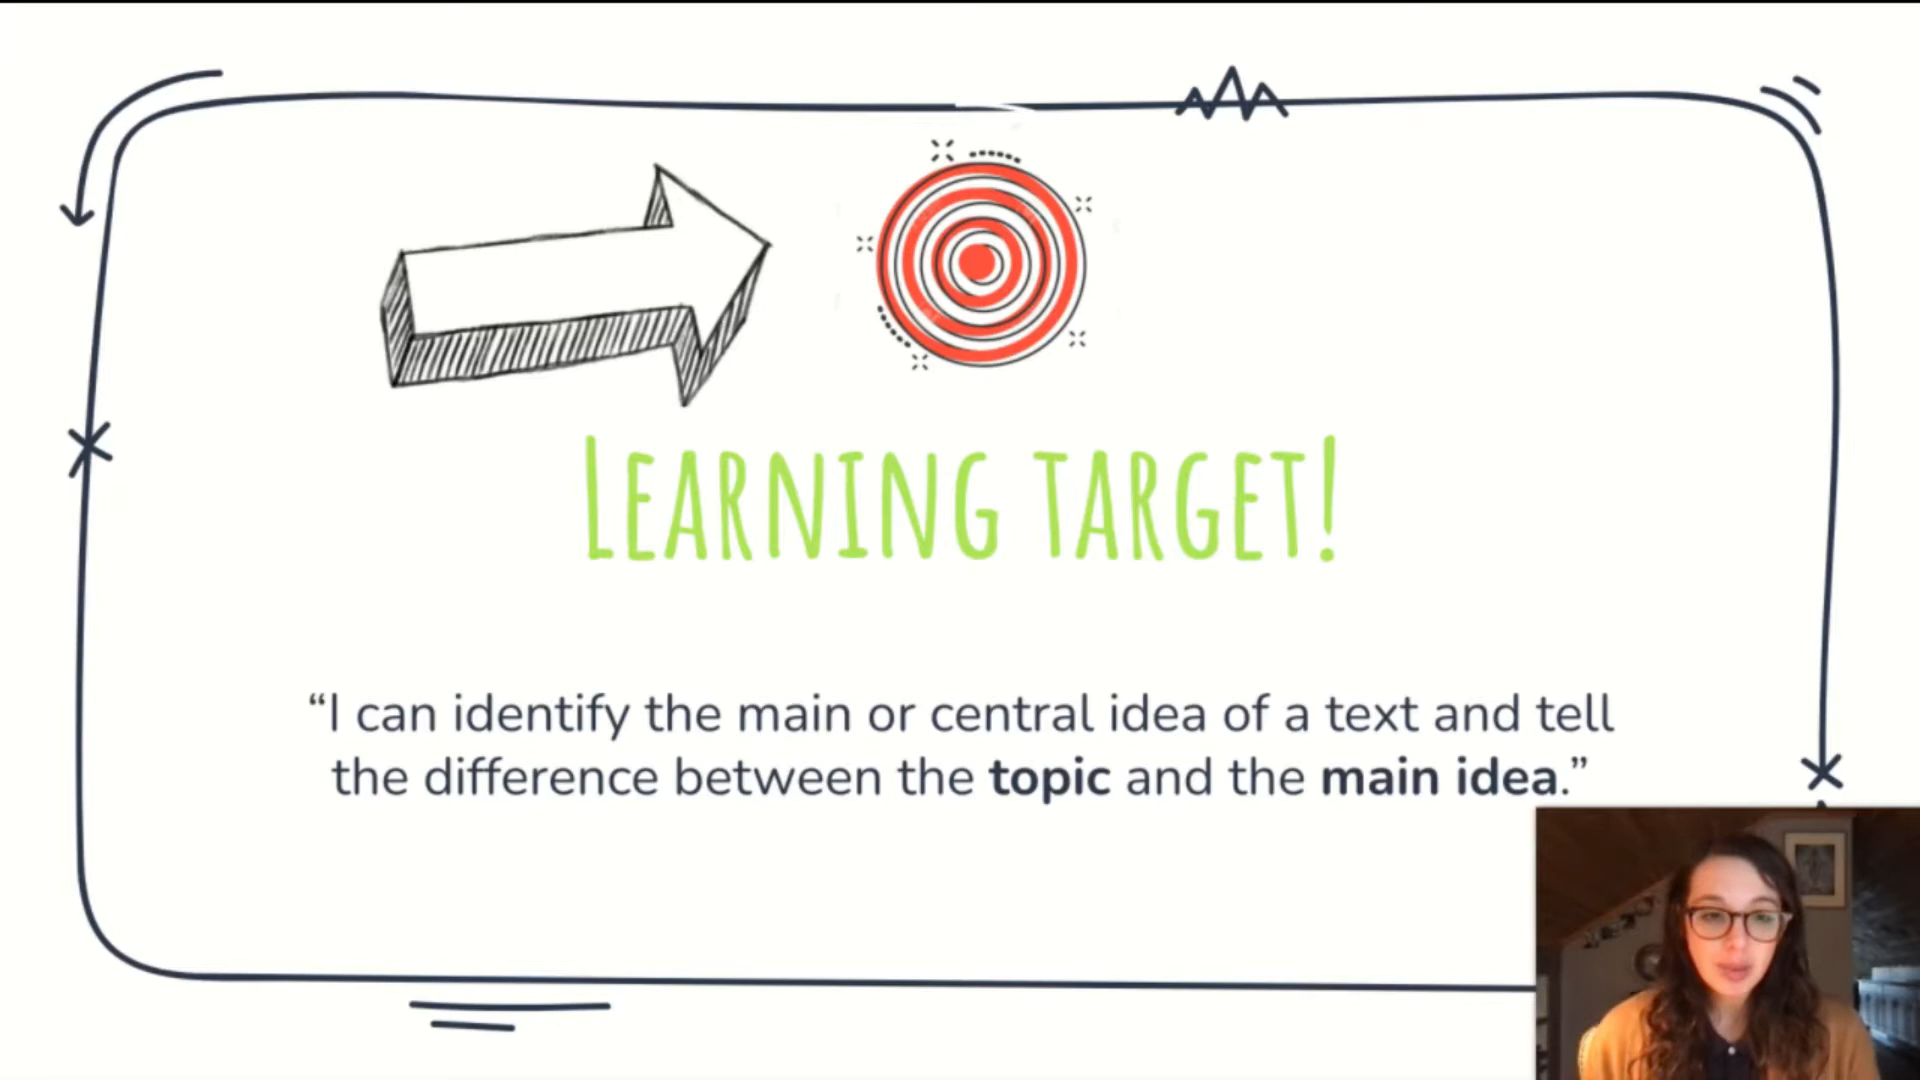 LEARNING TARGET!
“I can identify the main or central idea of a text and tell
the difference between the topic and the main idea.”